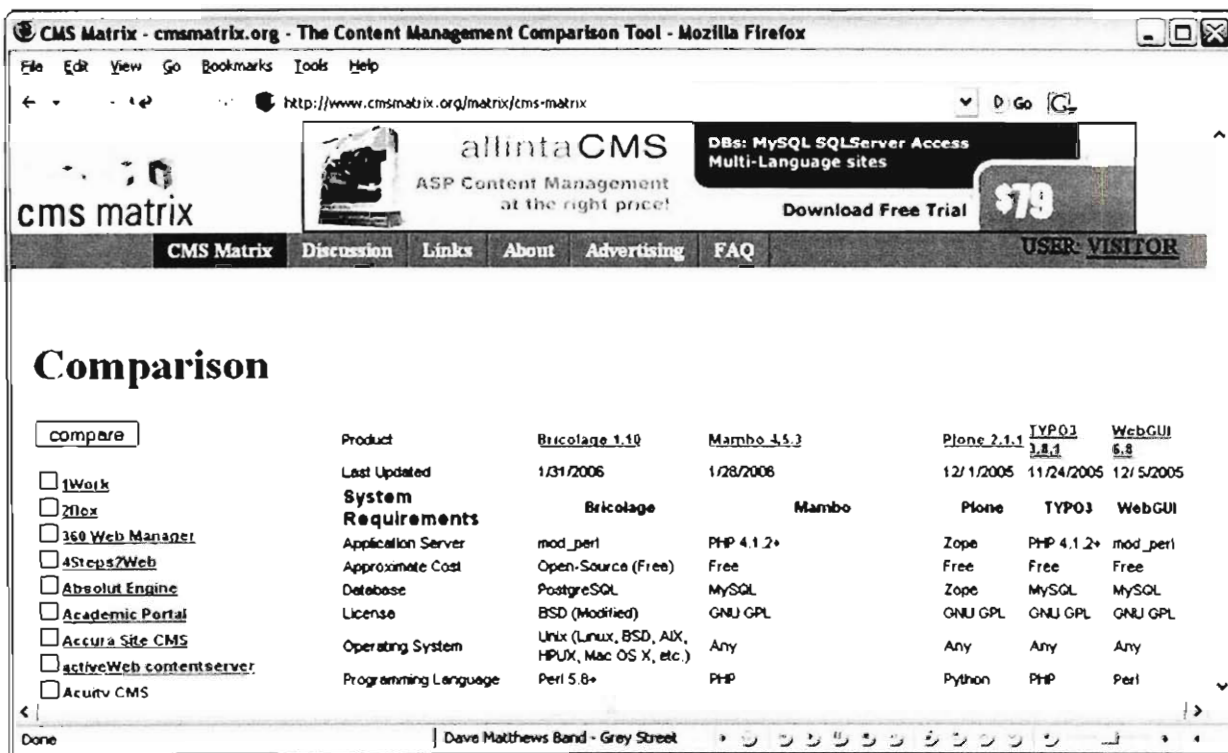 CMS Matrix - cmsmatrix.org - The Content Management Comparison Tool - Mozilla Firefox
File Edit View Go Bookmarks Tools Help
http://www.cmsmatrix.org/matrix/cms-matrix Go
allinta CMS
ASP Content Management
at the right price!
DBs: MySQL SQLServer Access
Multi-Language sites
Download Free Trial $79
cms matrix
CMS Matrix Discussion Links About Advertising FAQ USER: VISITOR
Comparison
compare
1Work
2flex
360 Web Manager
4Steps2Web
Absolut Engine
Academic Portal
Accura Site CMS
activeWeb contentserver
Acuity CMS
Product Bricolage 1.10 Mambo 4.5.3 Plone 2.1.1 TYPO3 3.8.1 WebGUI 6.8
Last Updated 1/31/2006 1/28/2006 12/1/2005 11/24/2005 12/5/2005
System Requirements Bricolage Mambo Plone TYPO3 WebGUI
Application Server mod_perl PHP 4.1.2+ Zope PHP 4.1.2+ mod_perl
Approximate Cost Open-Source (Free) Free Free Free Free
Database PostgreSQL MySQL Zope MySQL MySQL
License BSD (Modified) GNU GPL GNU GPL GNU GPL GNU GPL
Operating System Unix (Linux, BSD, AIX, HPUX, Mac OS X, etc.) Any Any Any Any
Programming Language Perl 5.8+ PHP Python PHP Perl
Done Dave Matthews Band - Grey Street